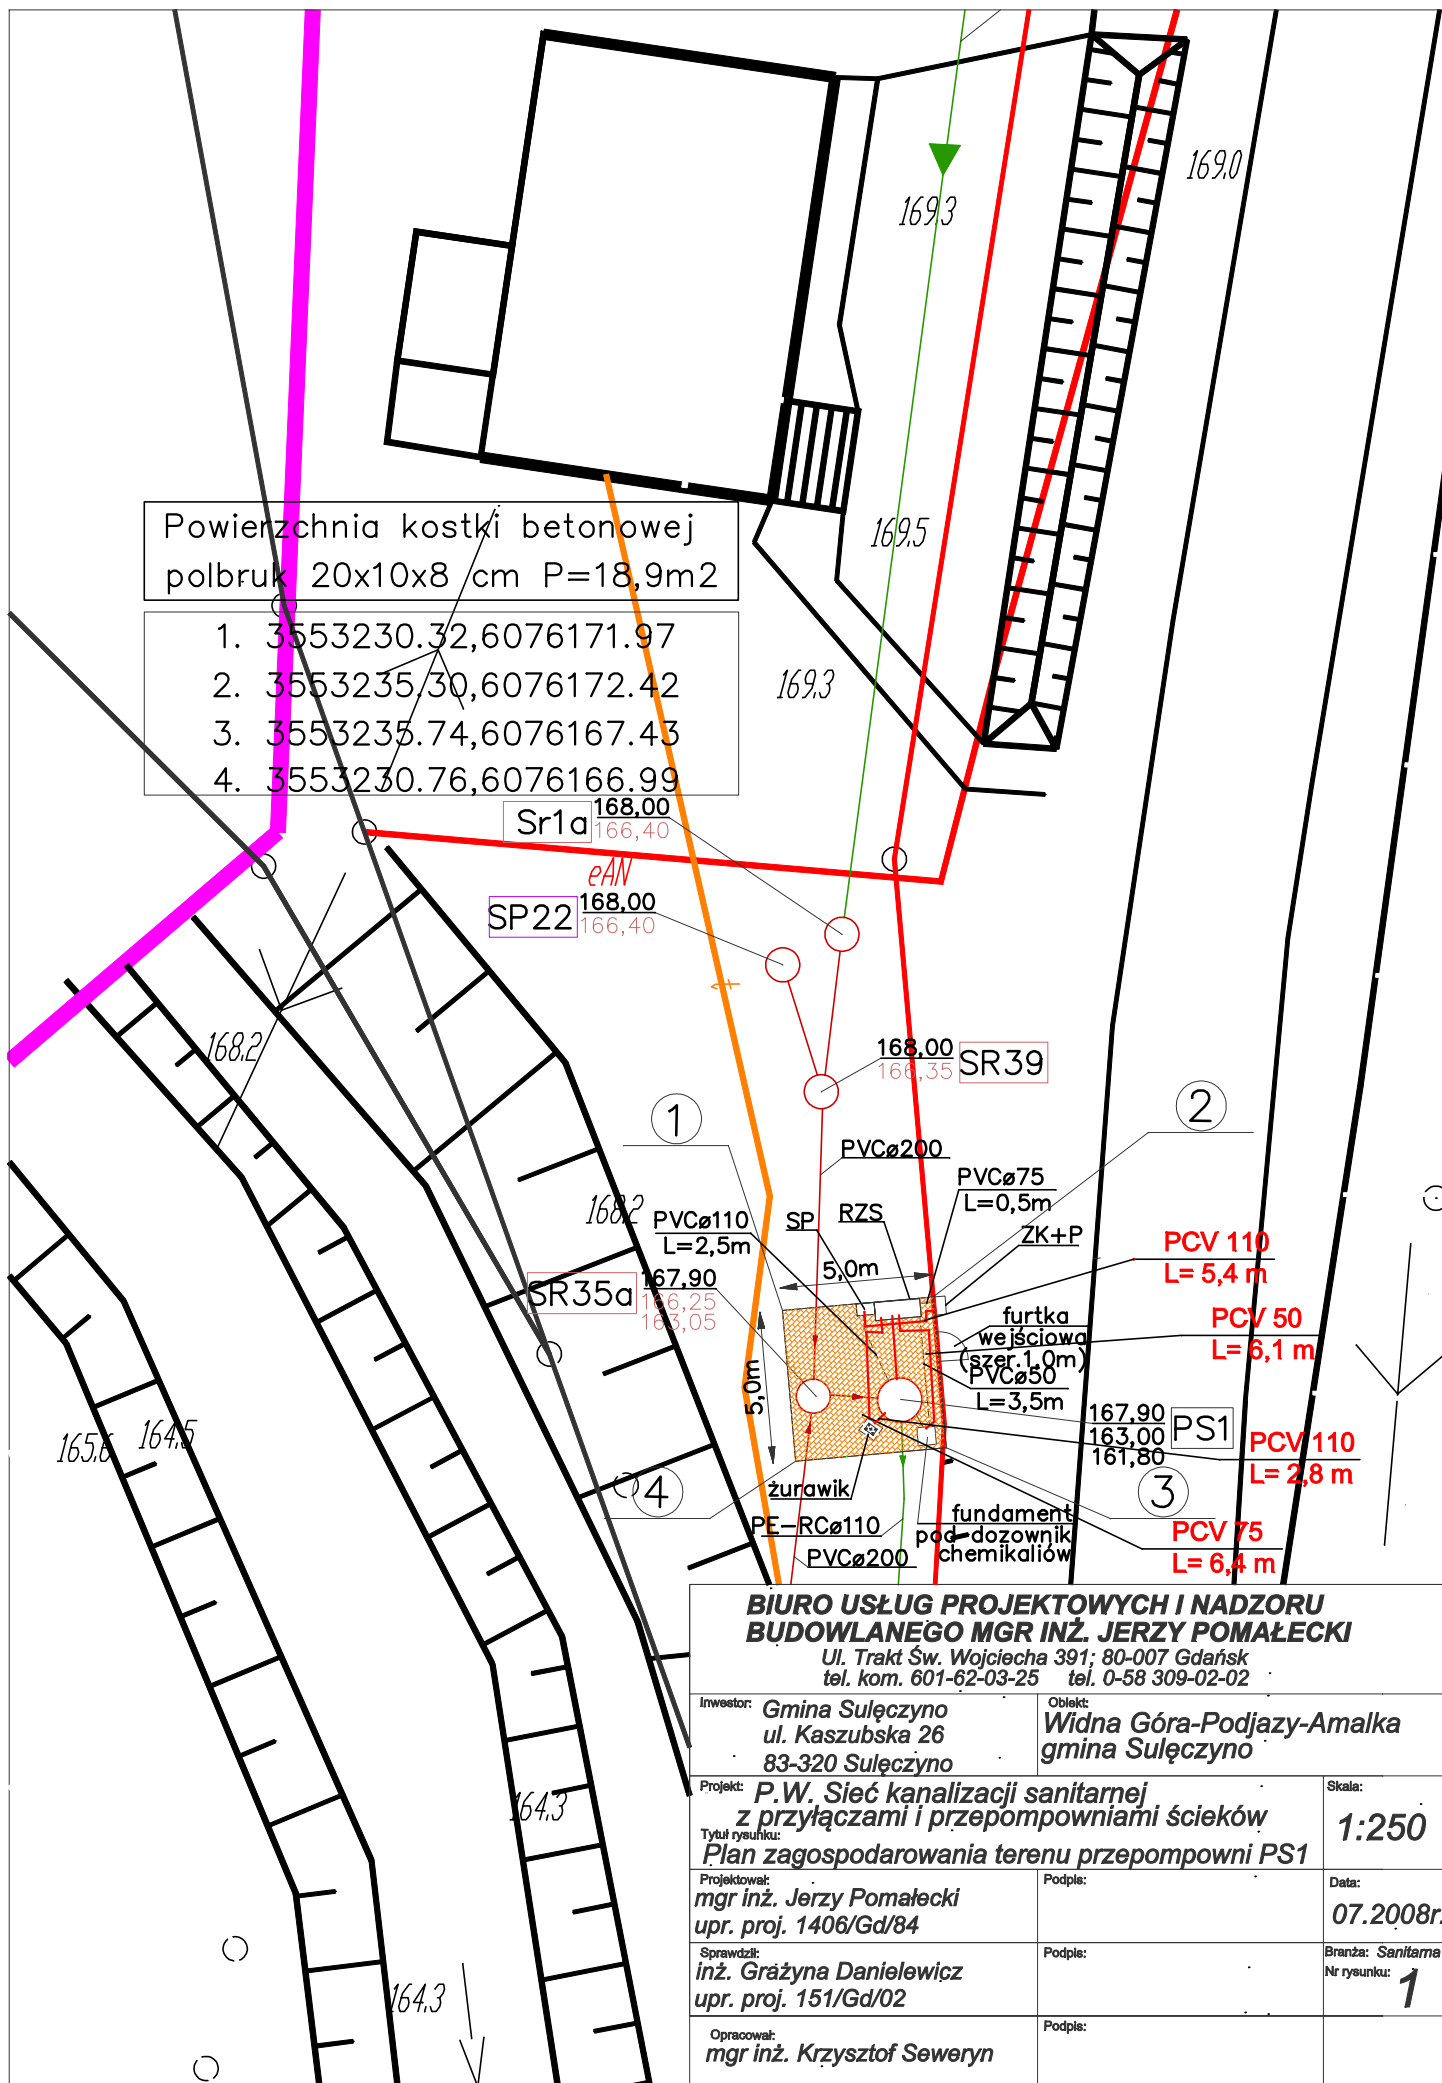 169.0
169.3
169.5
Powierzchnia kostki betonowej
polbruk 20x10x8 cm P=18,9m2
1. 3553230.32,6076171.97
2. 3553235.30,6076172.42
3. 3553235.74,6076167.43
4. 3553230.76,6076166.99
169.3
Sr1a 168,00
166,40
eAN
SP22 168,00
166,40
168.2
168,00 SR39
166,35
1
2
PVCø200
PVCø75
L=0,5m
168.2
PVCø110
L=2,5m
SP
RZS
ZK+P
PCV 110
L= 5,4 m
5,0m
SR35a 167,90
166,25
163,05
furtka
wejściowa
(szer.1,0m)
PCV 50
L= 6,1 m
PVCø50
L=3,5m
5,0m
167,90
163,00
161,80
PS1
PCV 110
L= 2,8 m
165.6
164.5
4
żurawik
3
PE-RCø110
PVCø200
fundament
pod dozownik
chemikaliów
PCV 75
L= 6,4 m
BIURO USŁUG PROJEKTOWYCH I NADZORU
BUDOWLANEGO MGR INŻ. JERZY POMAŁECKI
Ul. Trakt Św. Wojciecha 391; 80-007 Gdańsk
tel. kom. 601-62-03-25 tel. 0-58 309-02-02
Inwestor: Gmina Sulęczyno
ul. Kaszubska 26
83-320 Sulęczyno
Obiekt:
Widna Góra-Podjazy-Amalka
gmina Sulęczyno
Projekt: P.W. Sieć kanalizacji sanitarnej
z przyłączami i przepompowniami ścieków
Tytuł rysunku:
Plan zagospodarowania terenu przepompowni PS1
Skala:
1:250
164.3
Projektował:
mgr inż. Jerzy Pomałecki
upr. proj. 1406/Gd/84
Podpis:
Data:
07.2008r.
Sprawdził:
inż. Grażyna Danielewicz
upr. proj. 151/Gd/02
Podpis:
Branża: Sanitarna
Nr rysunku: 1
164.3
Opracował:
mgr inż. Krzysztof Seweryn
Podpis: